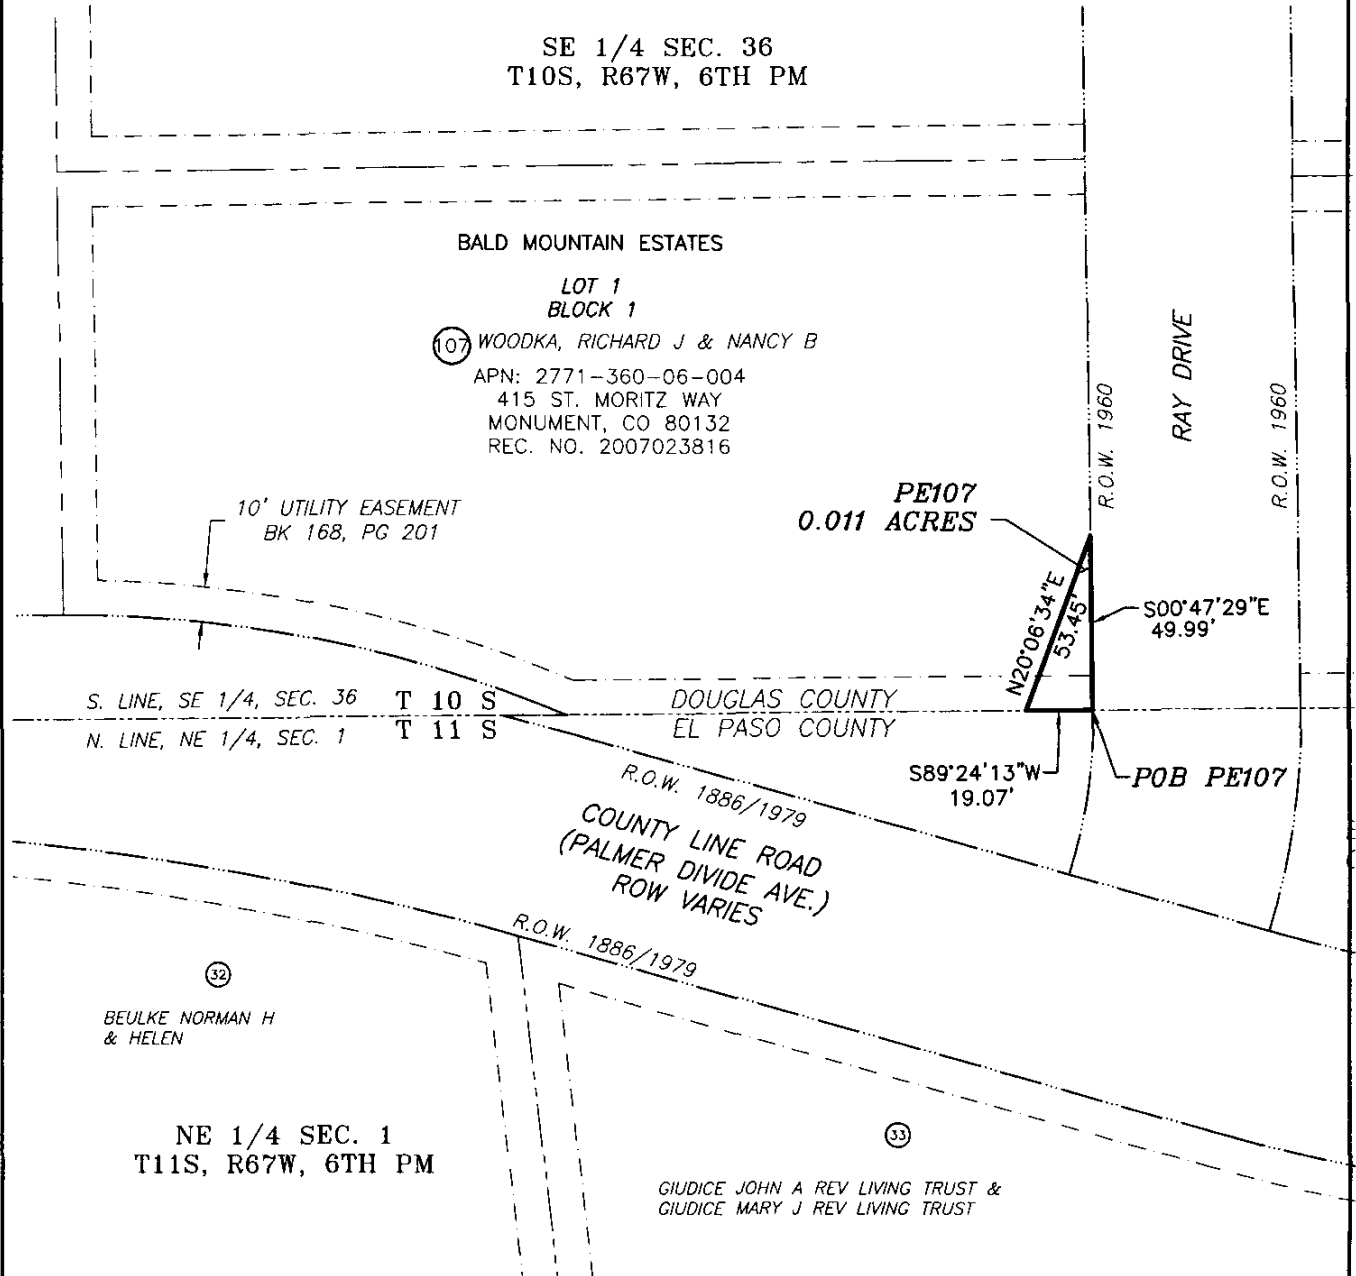 SE 1/4 SEC. 36
T10S, R67W, 6TH PM
BALD MOUNTAIN ESTATES
LOT 1
BLOCK 1
107 WOODKA, RICHARD J & NANCY B
APN: 2771-360-06-004
415 ST. MORITZ WAY
MONUMENT, CO 80132
REC. NO. 2007023816
RAY DRIVE
R.O.W. 1960
R.O.W. 1960
10' UTILITY EASEMENT
BK 168, PG 201
PE107
0.011 ACRES
N20°06'34"E
53.45'
S00°47'29"E
49.99'
S. LINE, SE 1/4, SEC. 36
T 10 S
DOUGLAS COUNTY
N. LINE, NE 1/4, SEC. 1
T 11 S
EL PASO COUNTY
S89°24'13"W
19.07'
POB PE107
R.O.W. 1886/1979
COUNTY LINE ROAD
(PALMER DIVIDE AVE.)
ROW VARIES
R.O.W. 1886/1979
32
BEULKE NORMAN H
& HELEN
NE 1/4 SEC. 1
T11S, R67W, 6TH PM
33
GIUDICE JOHN A REV LIVING TRUST &
GIUDICE MARY J REV LIVING TRUST